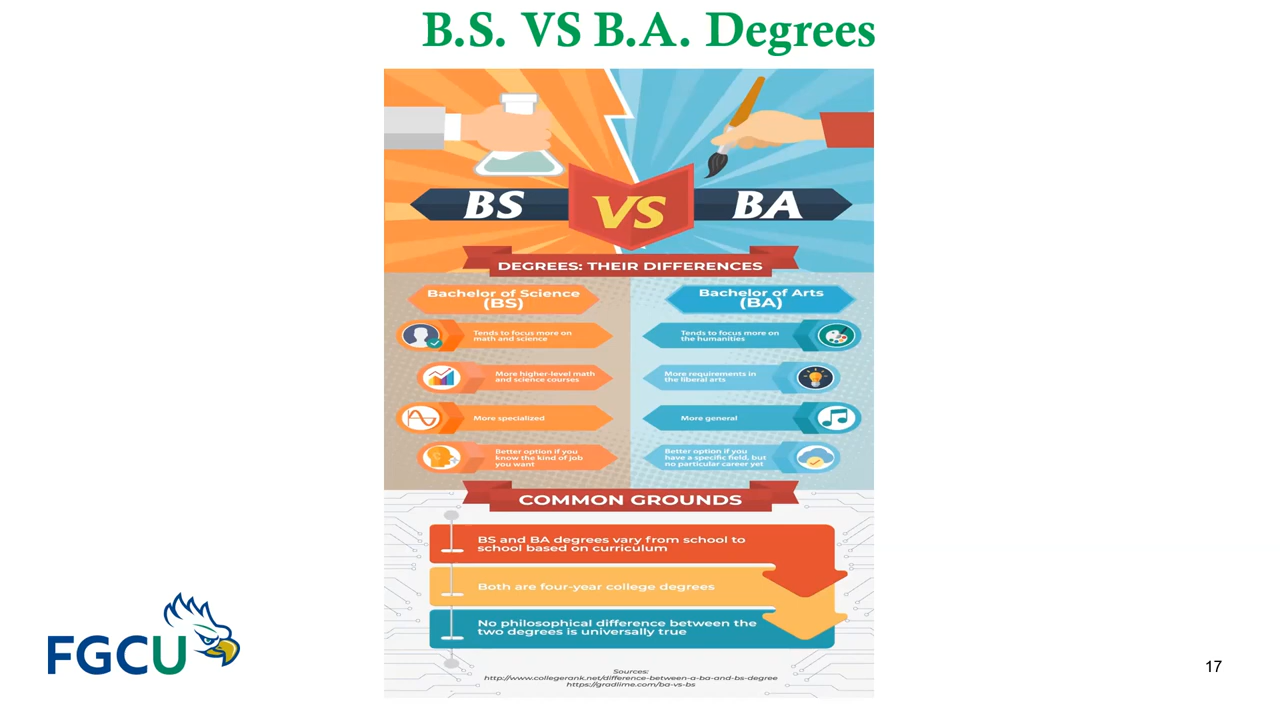 B.S. VS B.A. Degrees
BS VS BA
DEGREES: THEIR DIFFERENCES
Bachelor of Science
(BS)
Tends to focus more on
math and science
More higher-level math
and science courses
More specialized
Better option if you
know the kind of job
you want
Bachelor of Arts
(BA)
Tends to focus more on
the humanities
More requirements in
the liberal arts
More general
Better option if you
have a specific field, but
no particular career yet
COMMON GROUNDS
BS and BA degrees vary from school to
school based on curriculum
Both are four-year college degrees
No philosophical difference between the
two degrees is universally true
Sources:
http://www.collegerank.net/difference-between-a-ba-and-bs-degree
https://gradlime.com/ba-vs-bs
FGCU
17